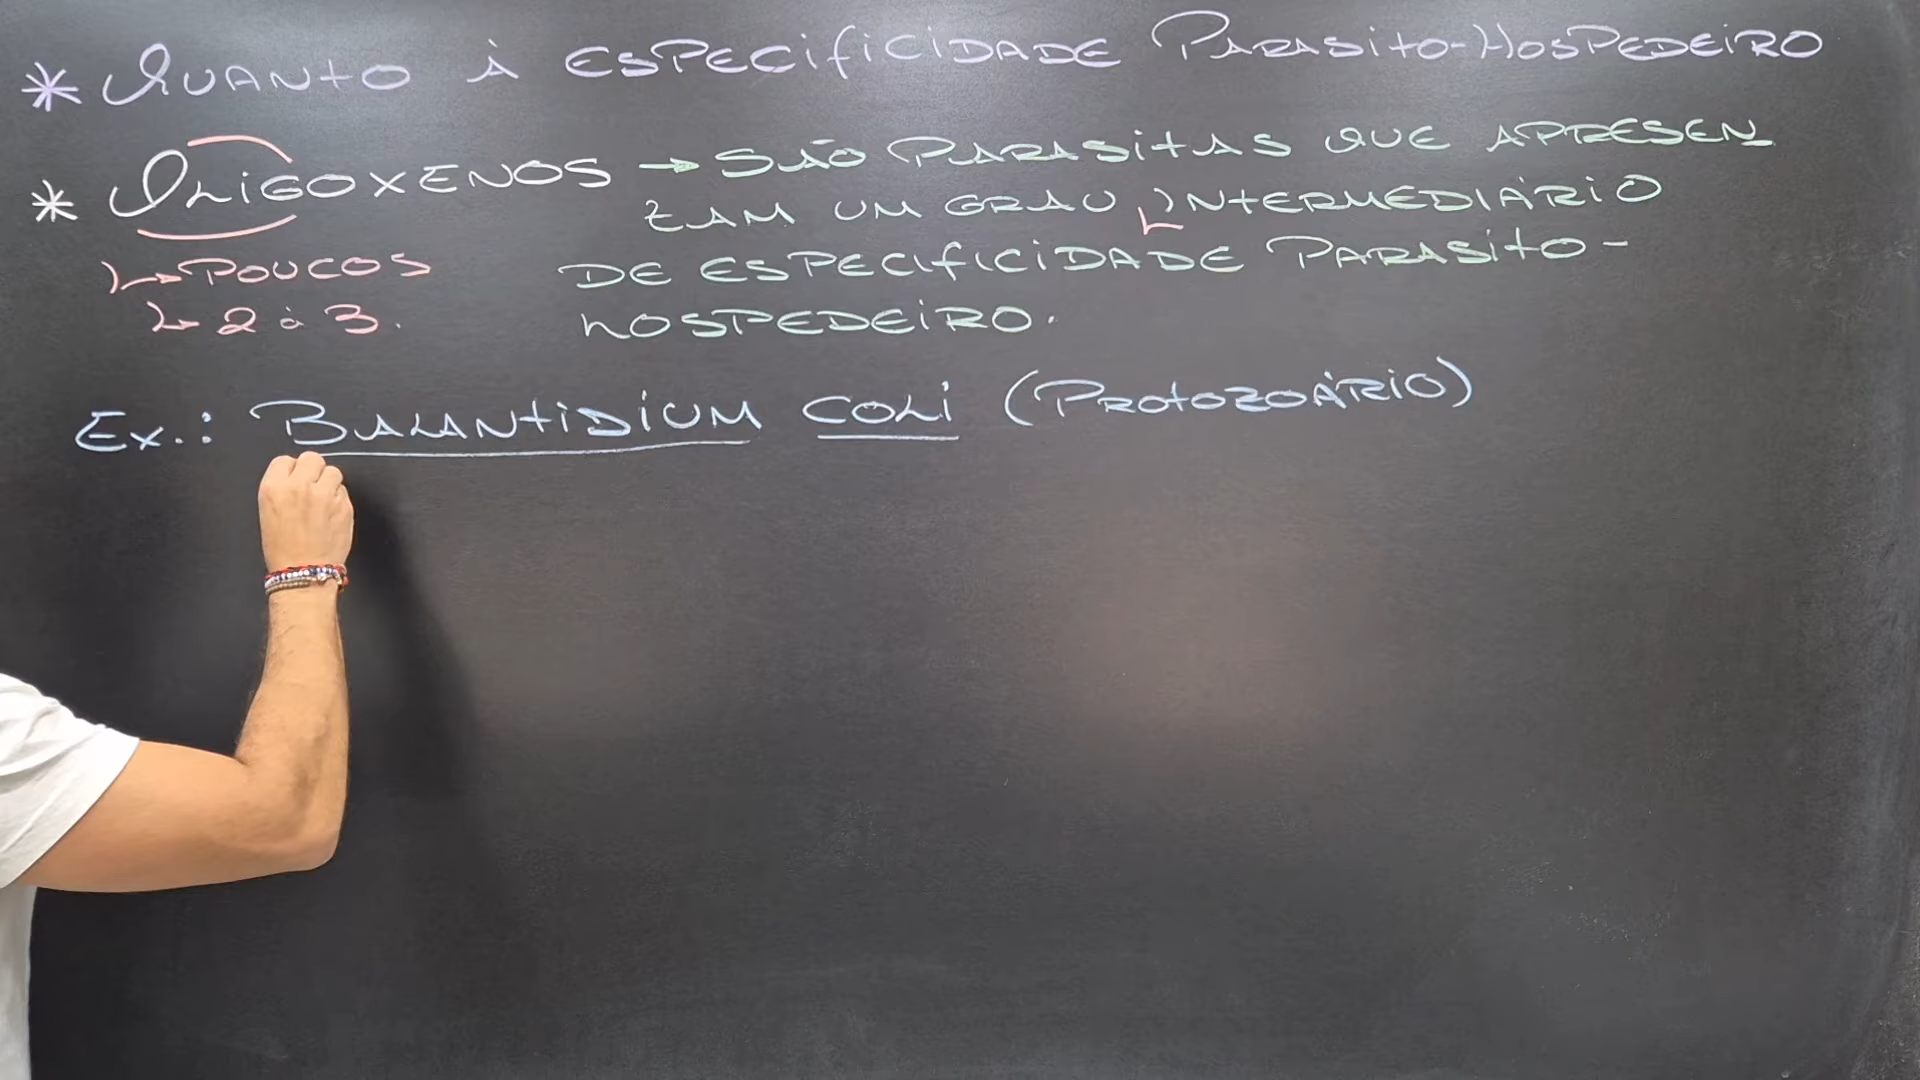 * Quanto à especificidade Parasito-Hospedeiro
* Oligoxenos → São parasitas que apresen
tam um grau intermediário
↳ Poucos de especificidade parasito-
↳ 2 à 3. hospedeiro.
Ex.: Balantidium coli (Protozoário)